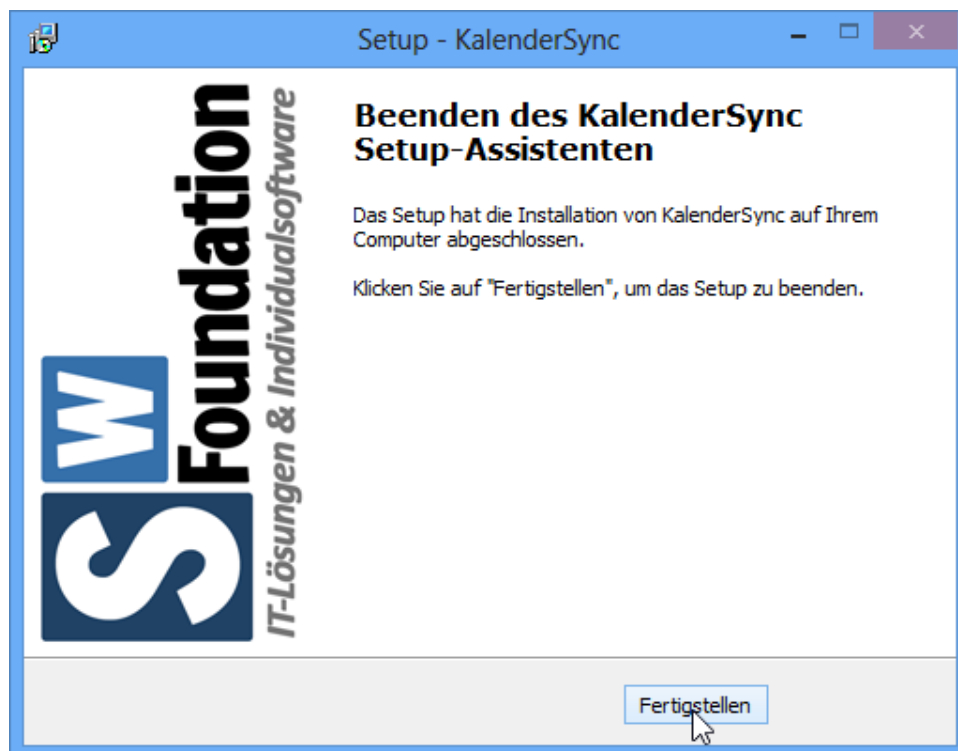 Setup - KalenderSync
SW
Foundation
IT-Lösungen & Individualsoftware
Beenden des KalenderSync
Setup-Assistenten
Das Setup hat die Installation von KalenderSync auf Ihrem
Computer abgeschlossen.
Klicken Sie auf "Fertigstellen", um das Setup zu beenden.
Fertigstellen